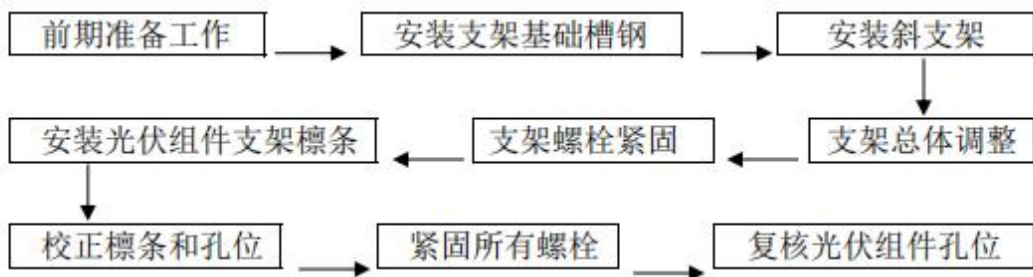 前期准备工作
安装支架基础槽钢
安装斜支架
支架总体调整
支架螺栓紧固
安装光伏组件支架檩条
校正檩条和孔位
紧固所有螺栓
复核光伏组件孔位